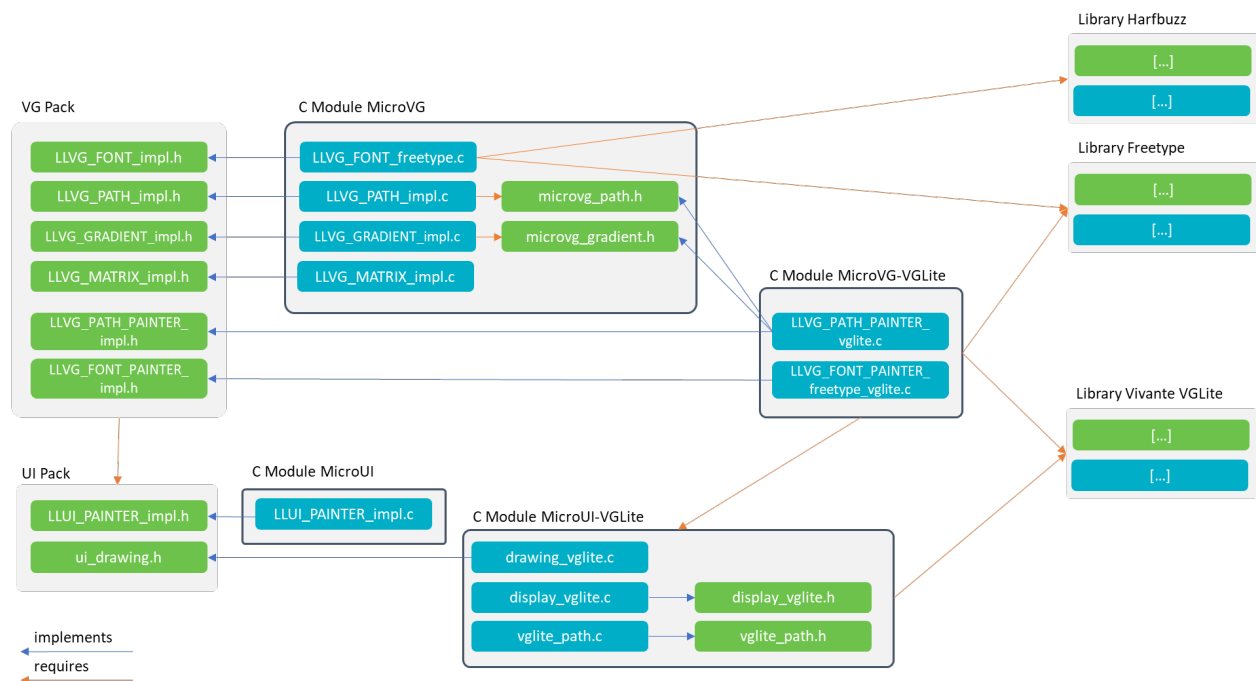 Library Harfbuzz
[...]
[...]
VG Pack
C Module MicroVG
LLVG_FONT_impl.h
LLVG_FONT_freetype.c
Library Freetype
LLVG_PATH_impl.h
LLVG_PATH_impl.c
microvg_path.h
[...]
LLVG_GRADIENT_impl.h
LLVG_GRADIENT_impl.c
microvg_gradient.h
[...]
LLVG_MATRIX_impl.h
LLVG_MATRIX_impl.c
C Module MicroVG-VGLite
LLVG_PATH_PAINTER_
impl.h
LLVG_PATH_PAINTER_
vglite.c
LLVG_FONT_PAINTER_
impl.h
LLVG_FONT_PAINTER_
freetype_vglite.c
Library Vivante VGLite
[...]
[...]
UI Pack
C Module MicroUI
LLUI_PAINTER_impl.h
LLUI_PAINTER_impl.c
C Module MicroUI-VGLite
ui_drawing.h
drawing_vglite.c
display_vglite.c
display_vglite.h
vglite_path.c
vglite_path.h
implements
requires